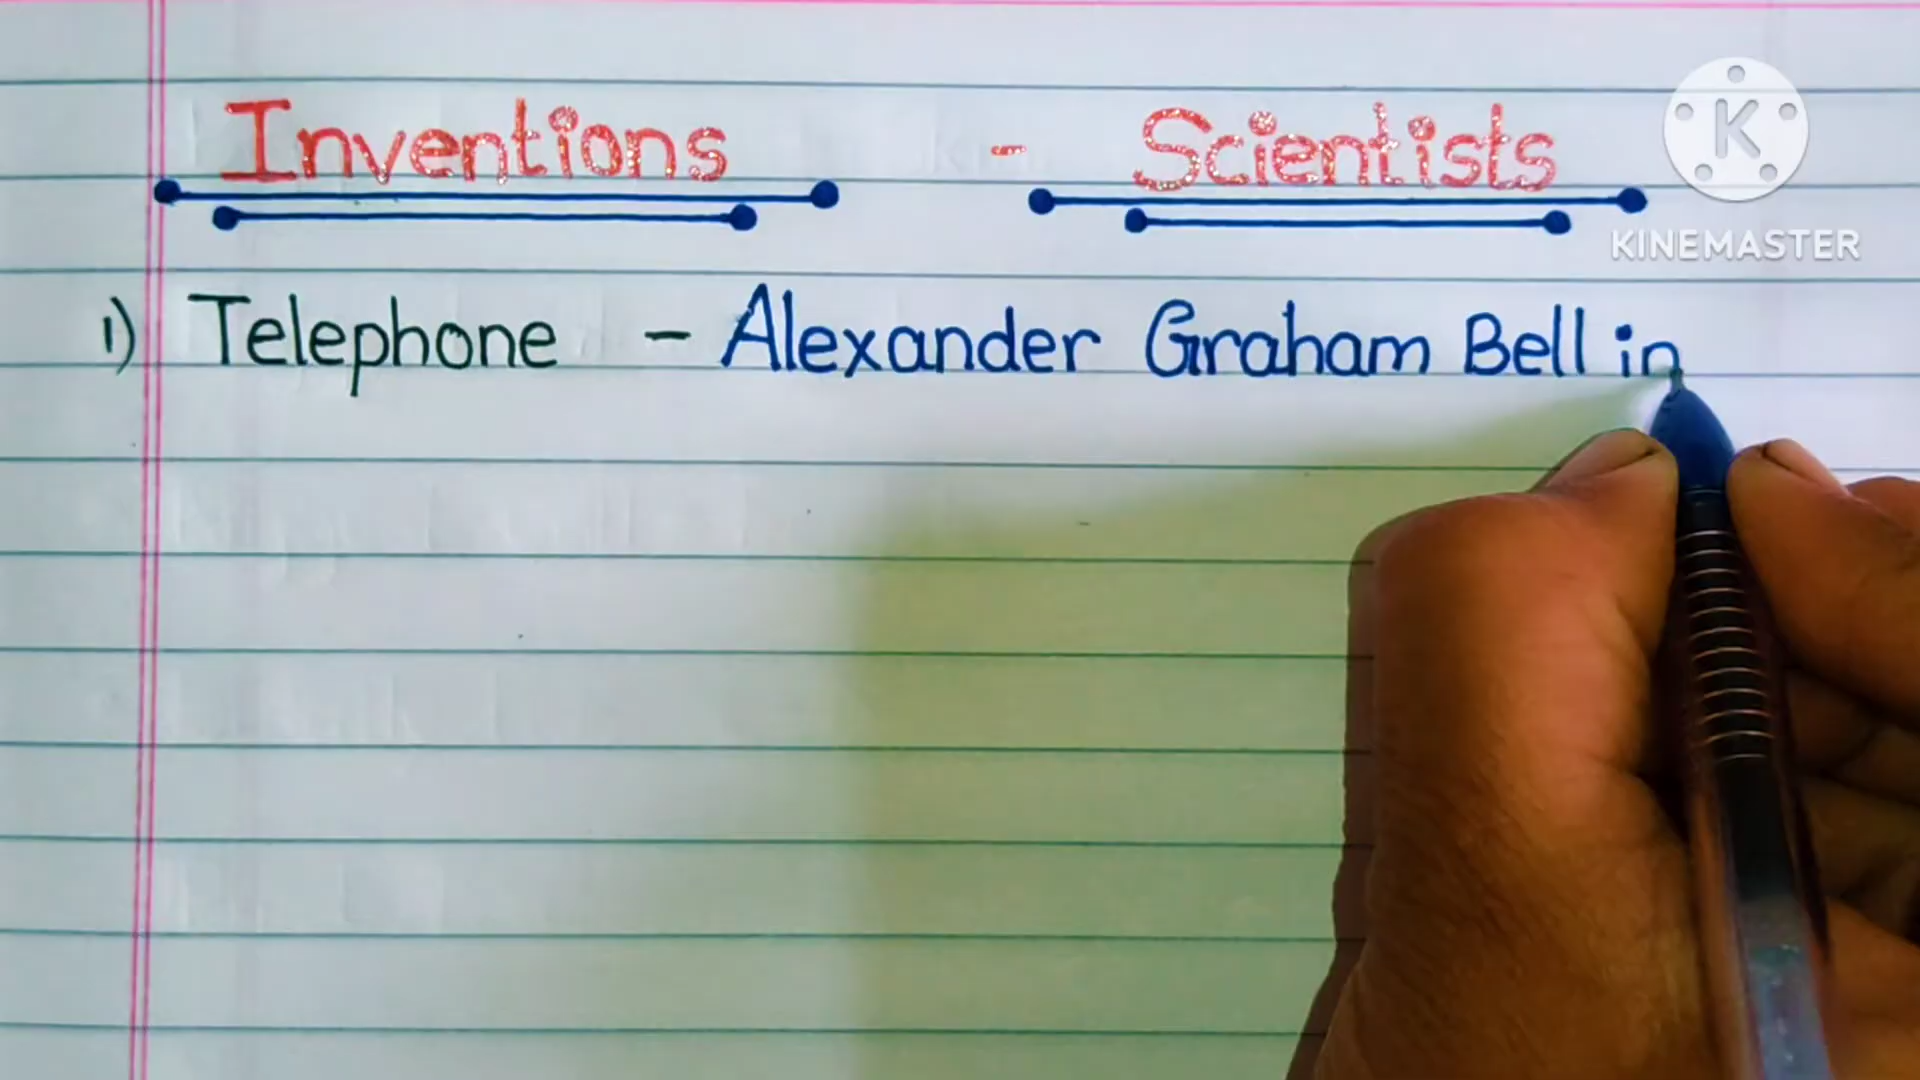 Inventions - Scientists
K
KINEMASTER
1) Telephone - Alexander Graham Bell in